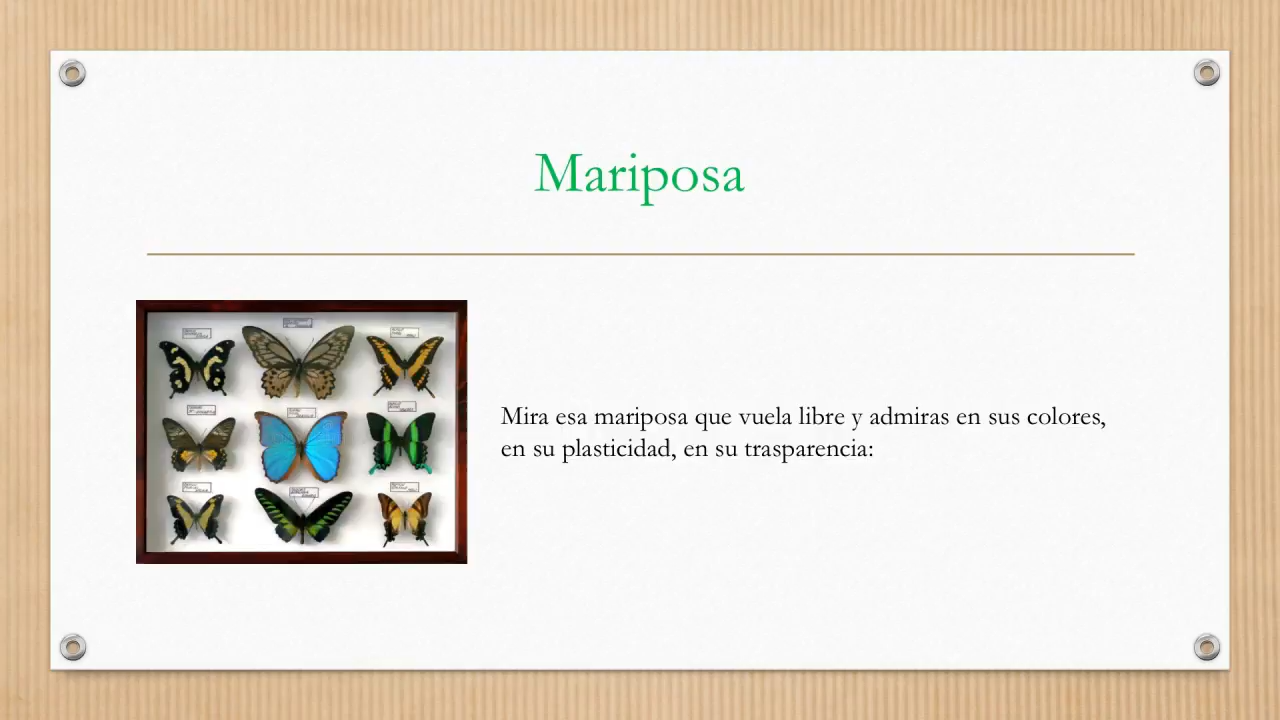 Mariposa
Mira esa mariposa que vuela libre y admiras en sus colores,
en su plasticidad, en su trasparencia: